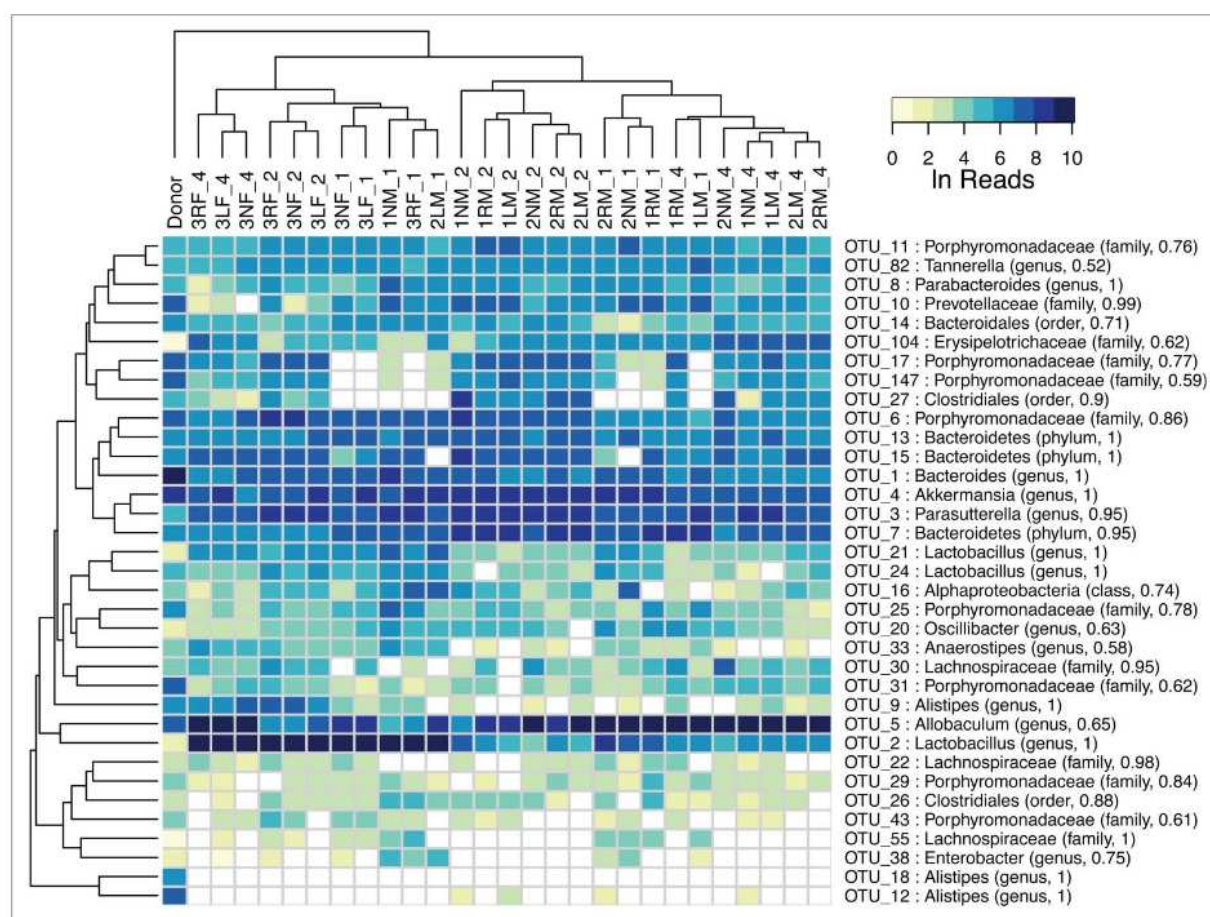 0 2 4 6 8 10
ln Reads
Donor
3RF_4
3LF_4
3NF_4
3RF_2
3NF_2
3LF_2
3NF_1
3LF_1
1NM_1
3RF_1
2LM_1
1NM_2
1RM_2
1LM_2
2NM_2
2RM_2
2LM_2
2RM_1
2NM_1
1RM_1
1RM_4
1LM_1
2NM_4
1NM_4
1LM_4
2LM_4
2RM_4
OTU_11 : Porphyromonadaceae (family, 0.76)
OTU_82 : Tannerella (genus, 0.52)
OTU_8 : Parabacteroides (genus, 1)
OTU_10 : Prevotellaceae (family, 0.99)
OTU_14 : Bacteroidales (order, 0.71)
OTU_104 : Erysipelotrichaceae (family, 0.62)
OTU_17 : Porphyromonadaceae (family, 0.77)
OTU_147 : Porphyromonadaceae (family, 0.59)
OTU_27 : Clostridiales (order, 0.9)
OTU_6 : Porphyromonadaceae (family, 0.86)
OTU_13 : Bacteroidetes (phylum, 1)
OTU_15 : Bacteroidetes (phylum, 1)
OTU_1 : Bacteroides (genus, 1)
OTU_4 : Akkermansia (genus, 1)
OTU_3 : Parasutterella (genus, 0.95)
OTU_7 : Bacteroidetes (phylum, 0.95)
OTU_21 : Lactobacillus (genus, 1)
OTU_24 : Lactobacillus (genus, 1)
OTU_16 : Alphaproteobacteria (class, 0.74)
OTU_25 : Porphyromonadaceae (family, 0.78)
OTU_20 : Oscillibacter (genus, 0.63)
OTU_33 : Anaerostipes (genus, 0.58)
OTU_30 : Lachnospiraceae (family, 0.95)
OTU_31 : Porphyromonadaceae (family, 0.62)
OTU_9 : Alistipes (genus, 1)
OTU_5 : Allobaculum (genus, 0.65)
OTU_2 : Lactobacillus (genus, 1)
OTU_22 : Lachnospiraceae (family, 0.98)
OTU_29 : Porphyromonadaceae (family, 0.84)
OTU_26 : Clostridiales (order, 0.88)
OTU_43 : Porphyromonadaceae (family, 0.61)
OTU_55 : Lachnospiraceae (family, 1)
OTU_38 : Enterobacter (genus, 0.75)
OTU_18 : Alistipes (genus, 1)
OTU_12 : Alistipes (genus, 1)